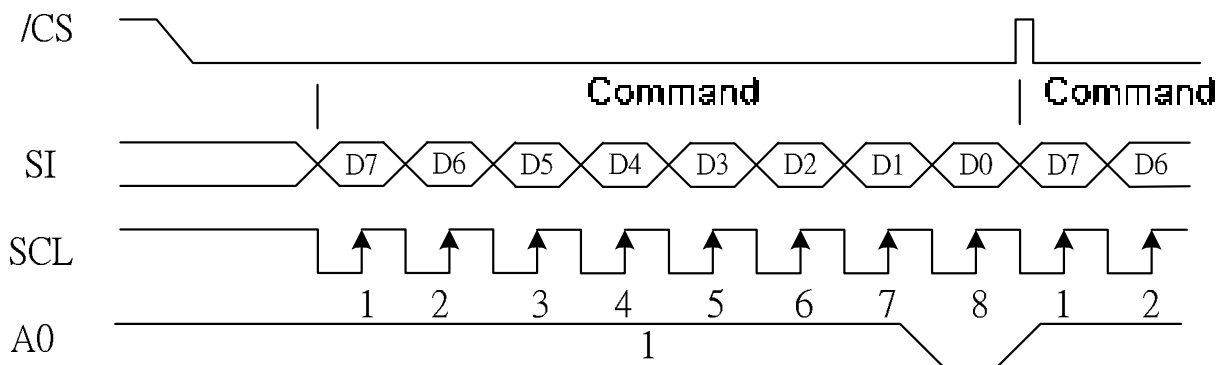 /CS
Command Command
SI D7 D6 D5 D4 D3 D2 D1 D0 D7 D6
SCL
1 2 3 4 5 6 7 8 1 2
A0 1